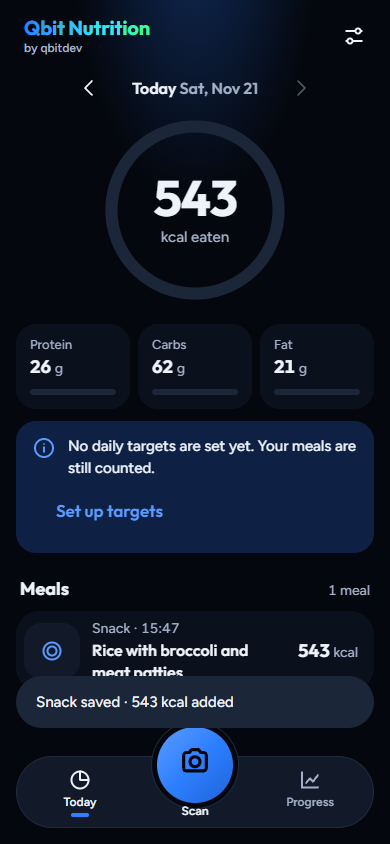 Qbit Nutrition
by qbitdev
Today Sat, Nov 21
543
kcal eaten
Protein
26 g
Carbs
62 g
Fat
21 g
No daily targets are set yet. Your meals are
still counted.
Set up targets
Meals
1 meal
Snack · 15:47
Rice with broccoli and
meat patties
543 kcal
Snack saved · 543 kcal added
Today
Scan
Progress